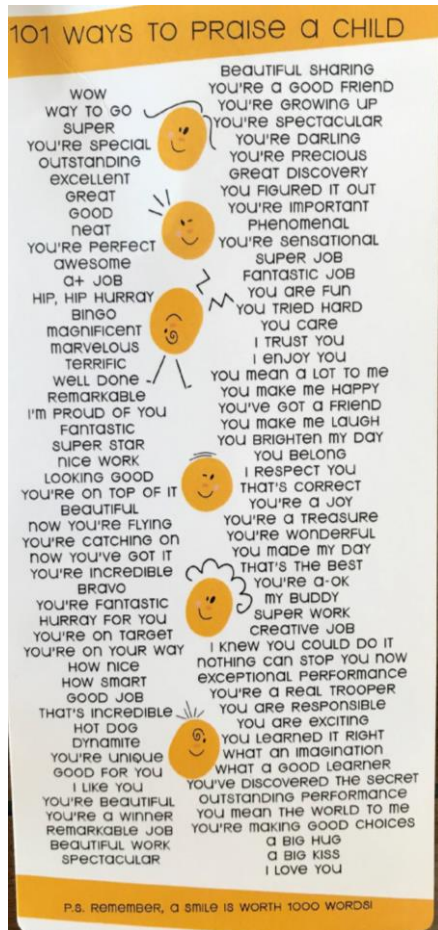 101 ways to Praise a CHILD
wow
way to go
super
you're special
outstanding
excellent
great
good
neat
you're perfect
awesome
a+ job
hip, hip hurray
bingo
magnificent
marvelous
terrific
well done
remarkable
I'm proud of you
fantastic
super star
nice work
looking good
you're on top of it
beautiful
now you're flying
you're catching on
now you've got it
you're incredible
bravo
you're fantastic
hurray for you
you're on target
you're on your way
how nice
how smart
good job
that's incredible
hot dog
dynamite
you're unique
good for you
I like you
you're beautiful
you're a winner
remarkable job
beautiful work
spectacular
beautiful sharing
you're a good friend
you're growing up
you're spectacular
you're darling
you're precious
great discovery
you figured it out
you're important
phenomenal
you're sensational
super job
fantastic job
you are fun
you tried hard
you care
I trust you
I enjoy you
you mean a lot to me
you make me happy
you've got a friend
you make me laugh
you brighten my day
you belong
I respect you
that's correct
you're a joy
you're a treasure
you're wonderful
you made my day
that's the best
you're a-ok
my buddy
super work
creative job
I knew you could do it
nothing can stop you now
exceptional performance
you're a real trooper
you are responsible
you are exciting
you learned it right
what an imagination
what a good learner
you've discovered the secret
outstanding performance
you mean the world to me
you're making good choices
a big hug
a big kiss
I love you
P.S. Remember, a smile is worth 1000 words!